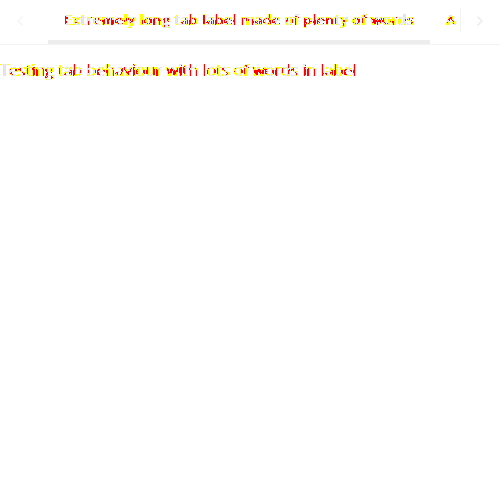 Extremely long tab label made of plenty of words A
Testing tab behaviour with lots of words in label